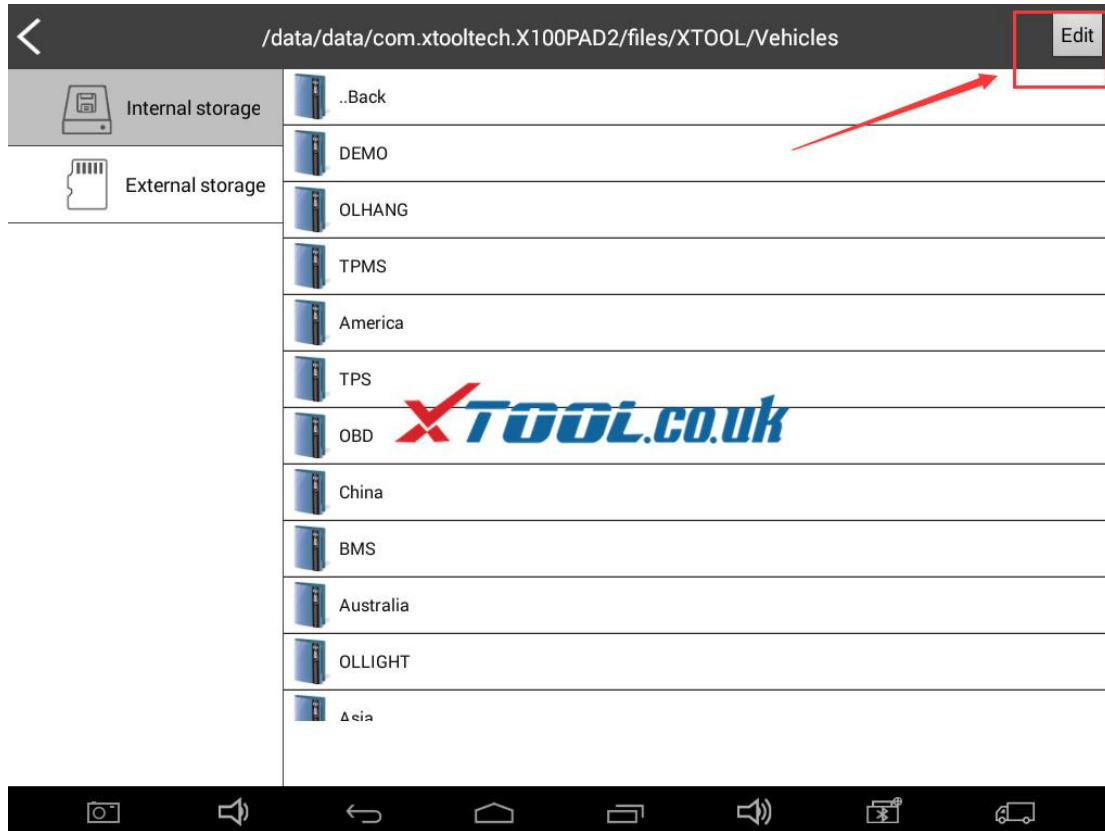 /data/data/com.xtooltech.X100PAD2/files/XTOOL/Vehicles
Edit
Internal storage
External storage
..Back
DEMO
OLHANG
TPMS
America
TPS
OBD
XTOOL.co.uk
China
BMS
Australia
OLLIGHT
Asia